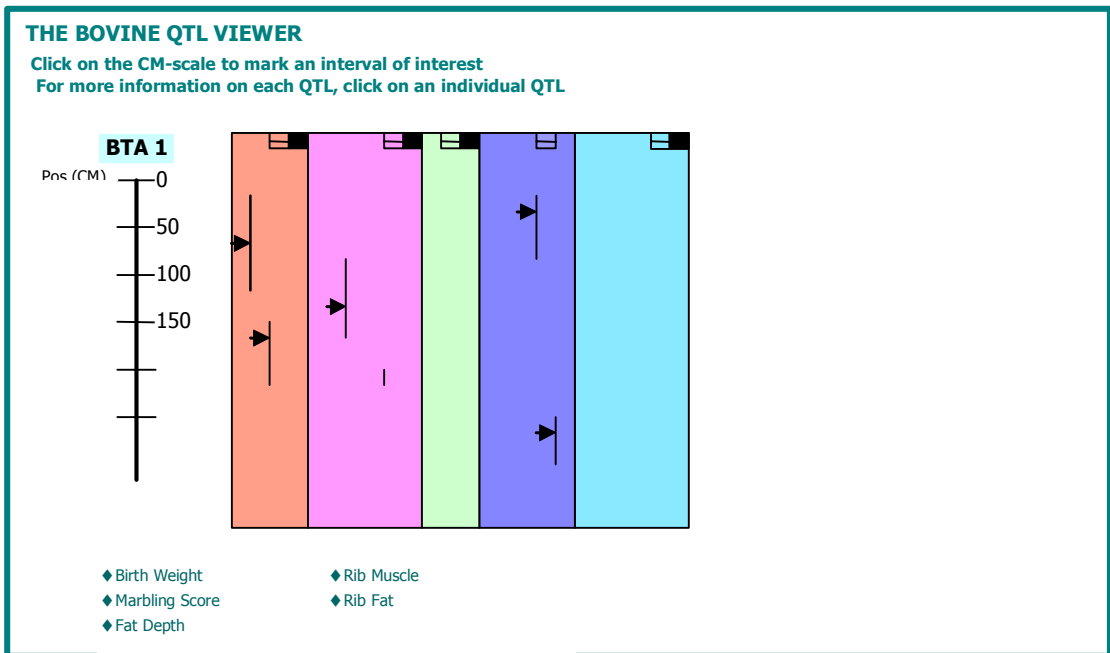 THE BOVINE QTL VIEWER
Click on the CM-scale to mark an interval of interest
For more information on each QTL, click on an individual QTL
BTA 1
Pos (CM)
0
50
100
150
♦Birth Weight
♦Rib Muscle
♦Marbling Score
♦Rib Fat
♦Fat Depth